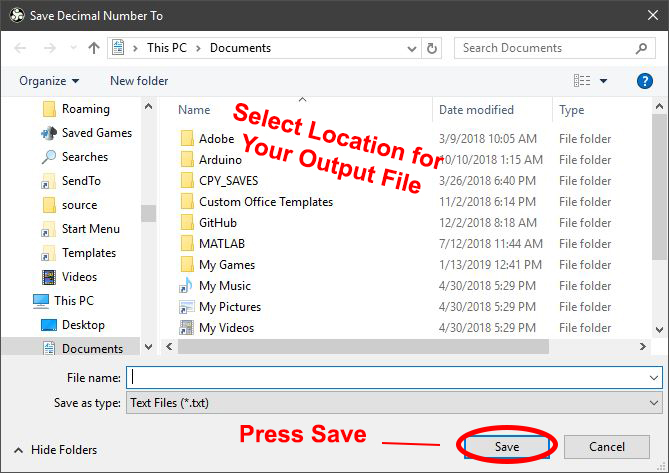 Save Decimal Number To
This PC > Documents
Search Documents
Organize
New folder
Roaming
Saved Games
Searches
SendTo
source
Start Menu
Templates
Videos
This PC
Desktop
Documents
Name Date modified Type
Select Location for
Your Output File
Adobe 3/9/2018 10:05 AM File folder
Arduino 10/10/2018 1:15 AM File folder
CPY_SAVES 3/26/2018 6:40 PM File folder
Custom Office Templates 11/2/2018 6:14 PM File folder
GitHub 12/2/2018 8:18 AM File folder
MATLAB 7/12/2018 11:44 AM File folder
My Games 1/13/2019 12:41 PM File folder
My Music 4/30/2018 5:29 PM File folder
My Pictures 4/30/2018 5:29 PM File folder
My Videos 4/30/2018 5:29 PM File folder
File name:
Save as type: Text Files (*.txt)
Press Save
Hide Folders
Save
Cancel